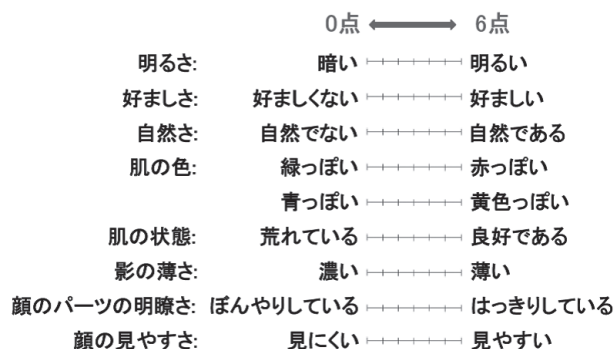 0点 6点
明るさ: 暗い 明るい
好ましさ: 好ましくない 好ましい
自然さ: 自然でない 自然である
肌の色: 緑っぽい 赤っぽい
青っぽい 黄色っぽい
肌の状態: 荒れている 良好である
影の薄さ: 濃い 薄い
顔のパーツの明瞭さ: ぼんやりしている はっきりしている
顔の見やすさ: 見にくい 見やすい